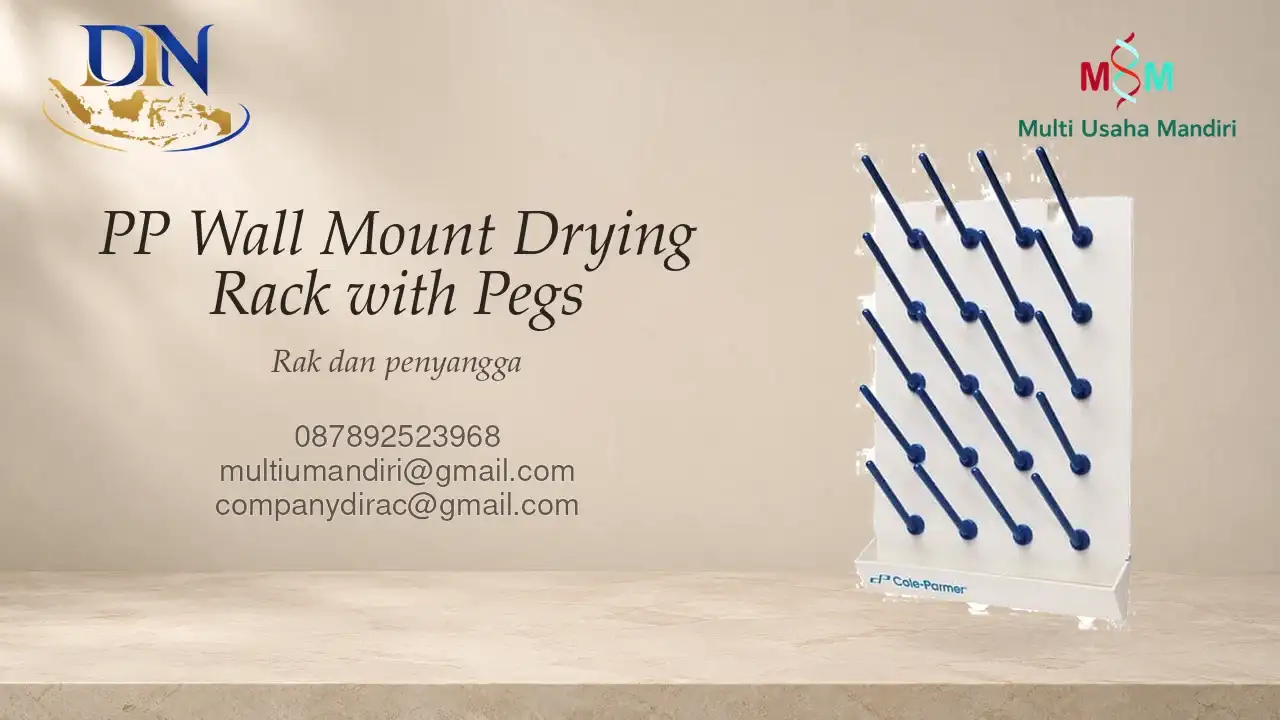 DIN
MSM
Multi Usaha Mandiri
PP Wall Mount Drying
Rack with Pegs
Rak dan penyangga
087892523968
multiumandiri@gmail.com
companydirac@gmail.com
Cole-Parmer